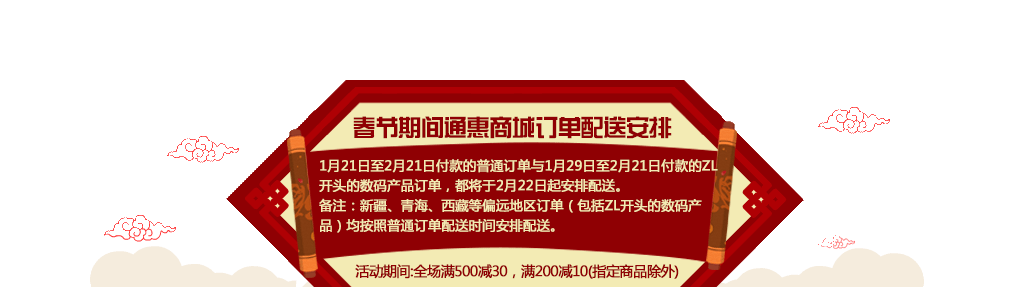 春节期间通惠商城订单配送安排
1月21日至2月21日付款的普通订单与1月29日至2月21日付款的ZL
开头的数码产品订单，都将于2月22日起安排配送。
备注：新疆、青海、西藏等偏远地区订单（包括ZL开头的数码产
品）均按照普通订单配送时间安排配送。
活动期间:全场满500减30，满200减10(指定商品除外)